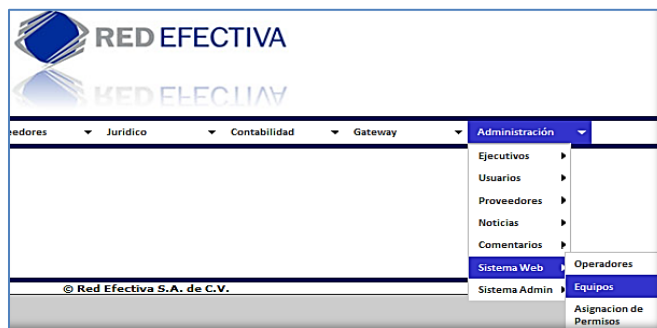 RED EFECTIVA
eedores Juridico Contabilidad Gateway Administración
Ejecutivos
Usuarios
Proveedores
Noticias
Comentarios
Sistema Web
Sistema Admin
Operadores
Equipos
Asignacion de
Permisos
© Red Efectiva S.A. de C.V.